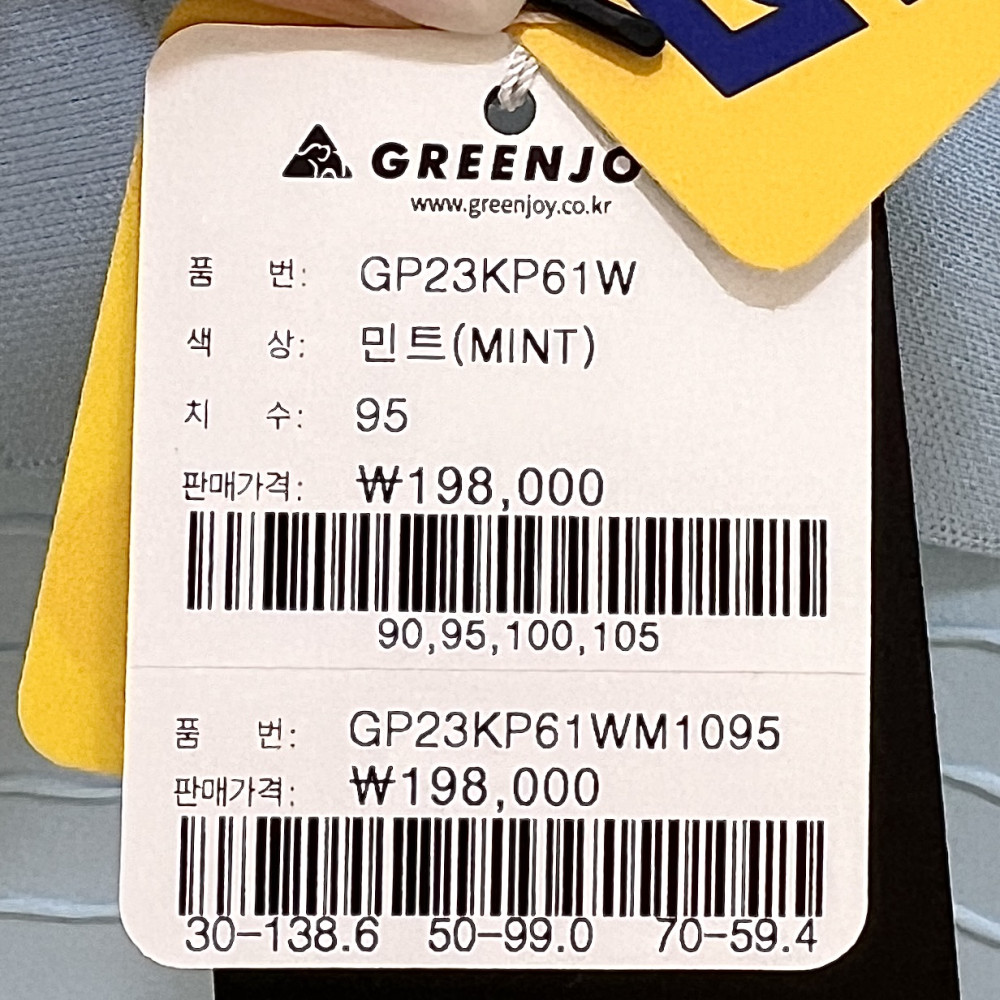 GREENJO
www.greenjoy.co.kr
품 번: GP23KP61W
색 상: 민트(MINT)
치 수: 95
판매가격: ₩198,000
90,95,100,105
품 번: GP23KP61WM1095
판매가격: ₩198,000
30-138.6 50-99.0 70-59.4